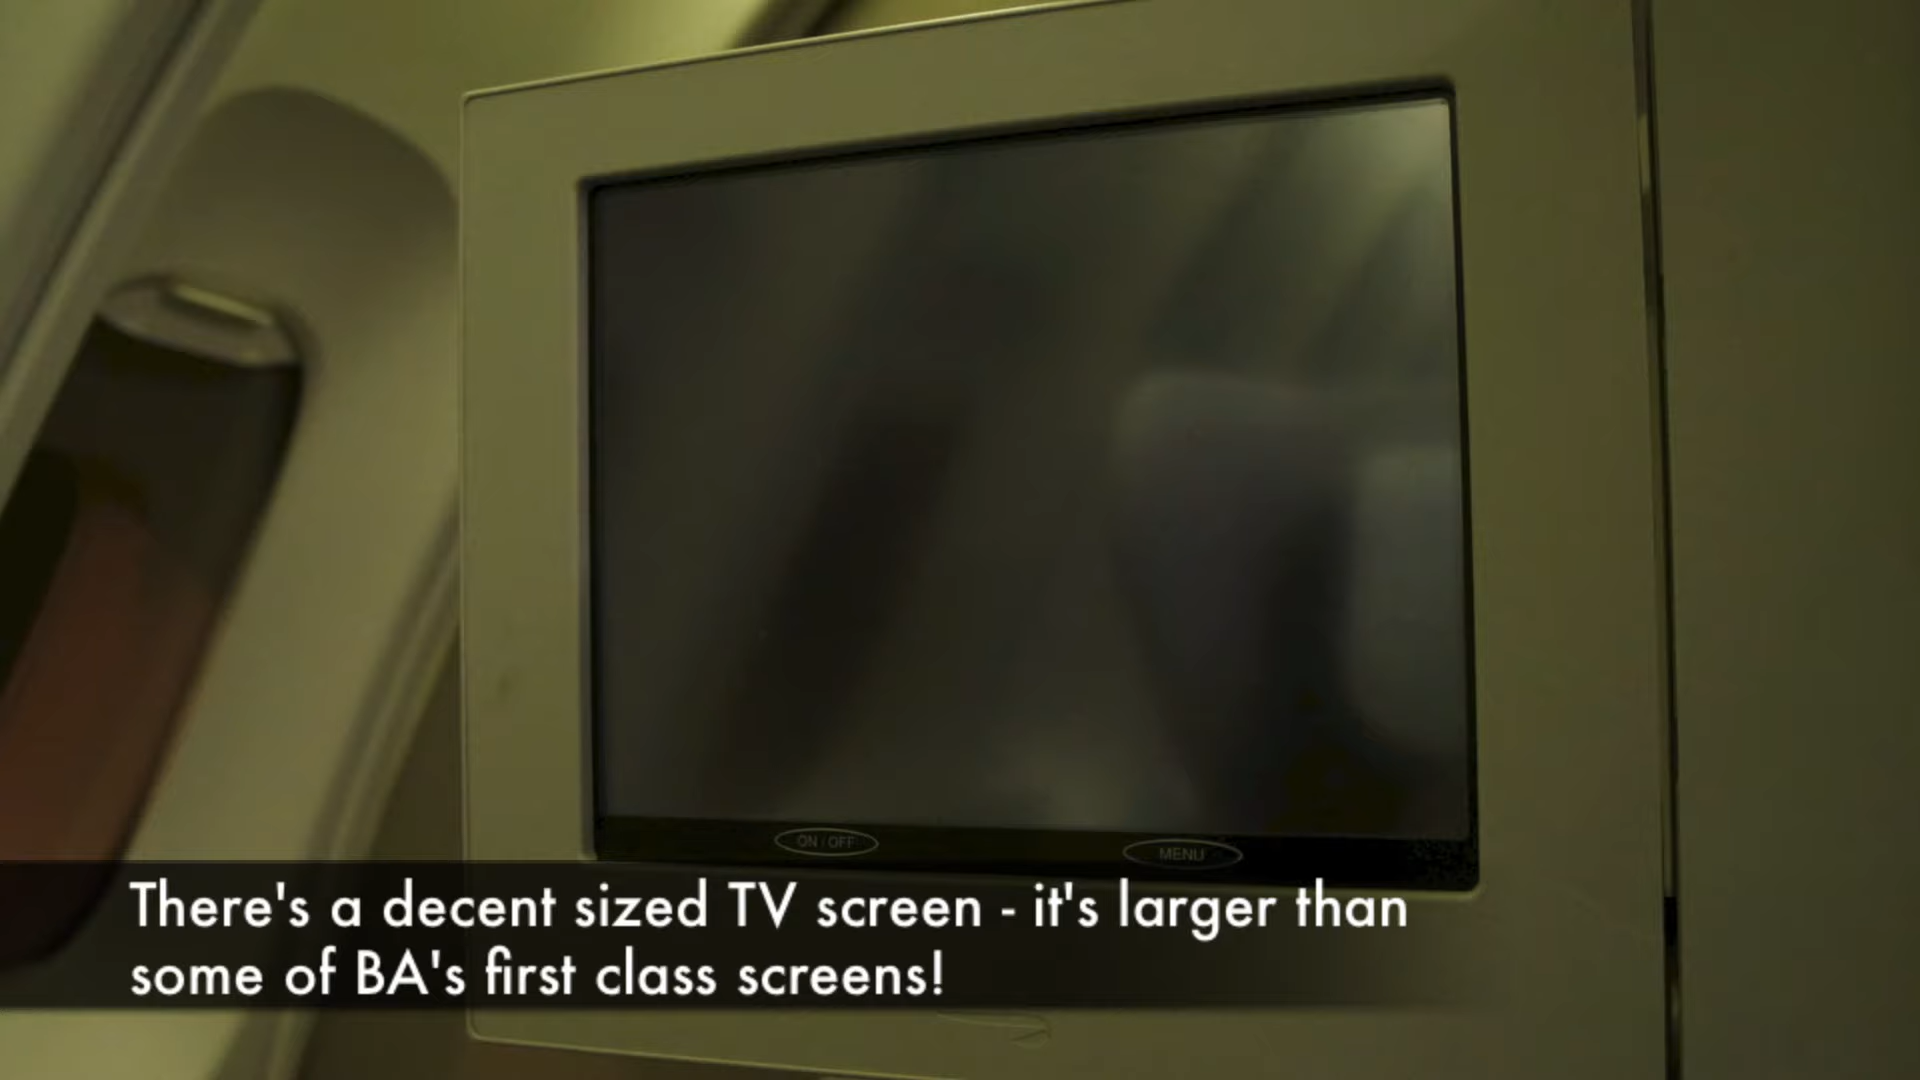 ON / OFF
MENU
There's a decent sized TV screen - it's larger than
some of BA's first class screens!